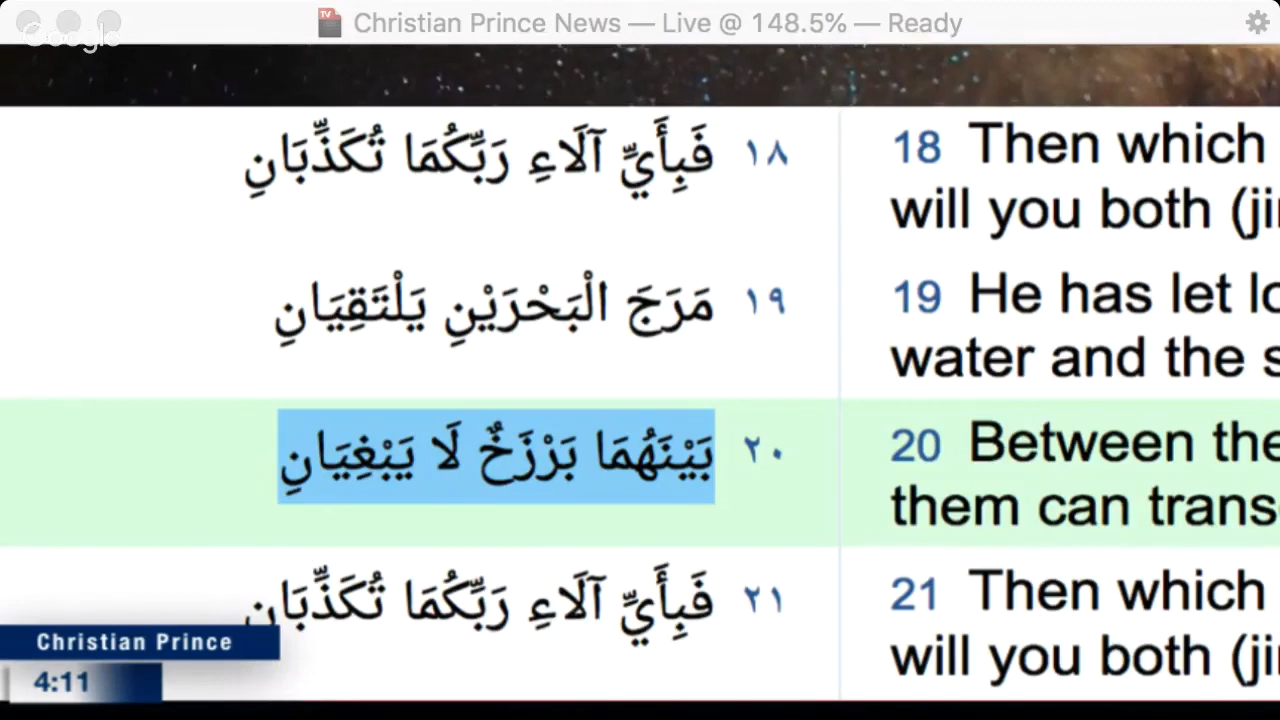 Christian Prince News — Live @ 148.5% — Ready
Google
فَبِأَيِّ آلَاءِ رَبِّكُمَا تُكَذِّبَانِ ١٨
18 Then which
will you both (ji
مَرَجَ الْبَحْرَيْنِ يَلْتَقِيَانِ ١٩
19 He has let lo
water and the s
بَيْنَهُمَا بَرْزَخٌ لَا يَبْغِيَانِ ٢٠
20 Between the
them can trans
فَبِأَيِّ آلَاءِ رَبِّكُمَا تُكَذِّبَانِ ٢١
21 Then which
will you both (ji
Christian Prince
4:11